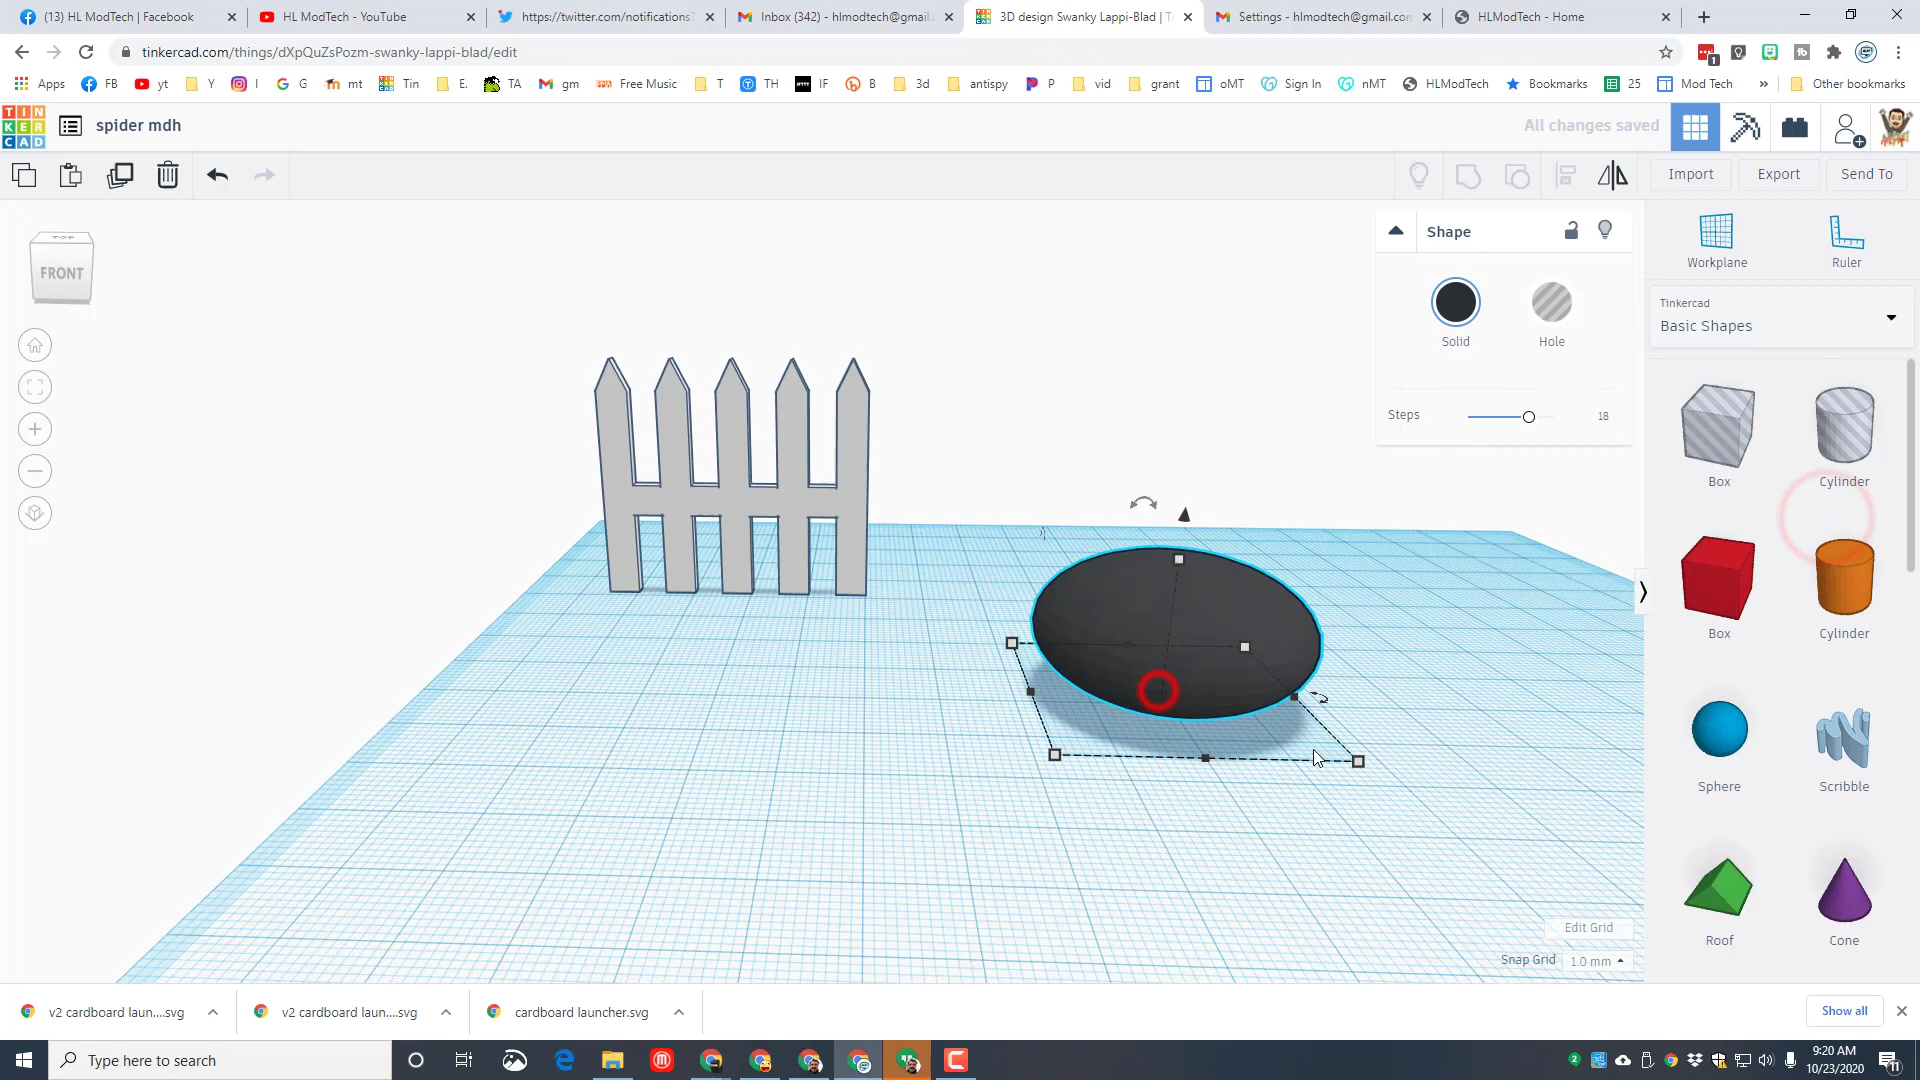 (13) HL ModTech | Facebook
HL ModTech - YouTube
https://twitter.com/notifications?
Inbox (342) - hlmodtech@gmail.c
3D design Swanky Lappi-Blad | T
Settings - hlmodtech@gmail.com
HLModTech - Home
tinkercad.com/things/dXpQuZsPozm-swanky-lappi-blad/edit
1
Apps FB yt Y I G mt Tin E. TA gm Free Music T TH IF B 3d antispy P vid grant oMT Sign In nMT HLModTech Bookmarks 25 Mod Tech » Other bookmarks
TIN
KER
CAD
spider mdh
All changes saved
Import Export Send To
TOP
FRONT
Shape
Solid Hole
Steps 18
Workplane Ruler
Tinkercad
Basic Shapes
Box Cylinder
Box Cylinder
Sphere Scribble
Roof Cone
Edit Grid
Snap Grid 1.0 mm
v2 cardboard laun....svg
v2 cardboard laun....svg
cardboard launcher.svg
Show all
Type here to search
9:20 AM
10/23/2020
11